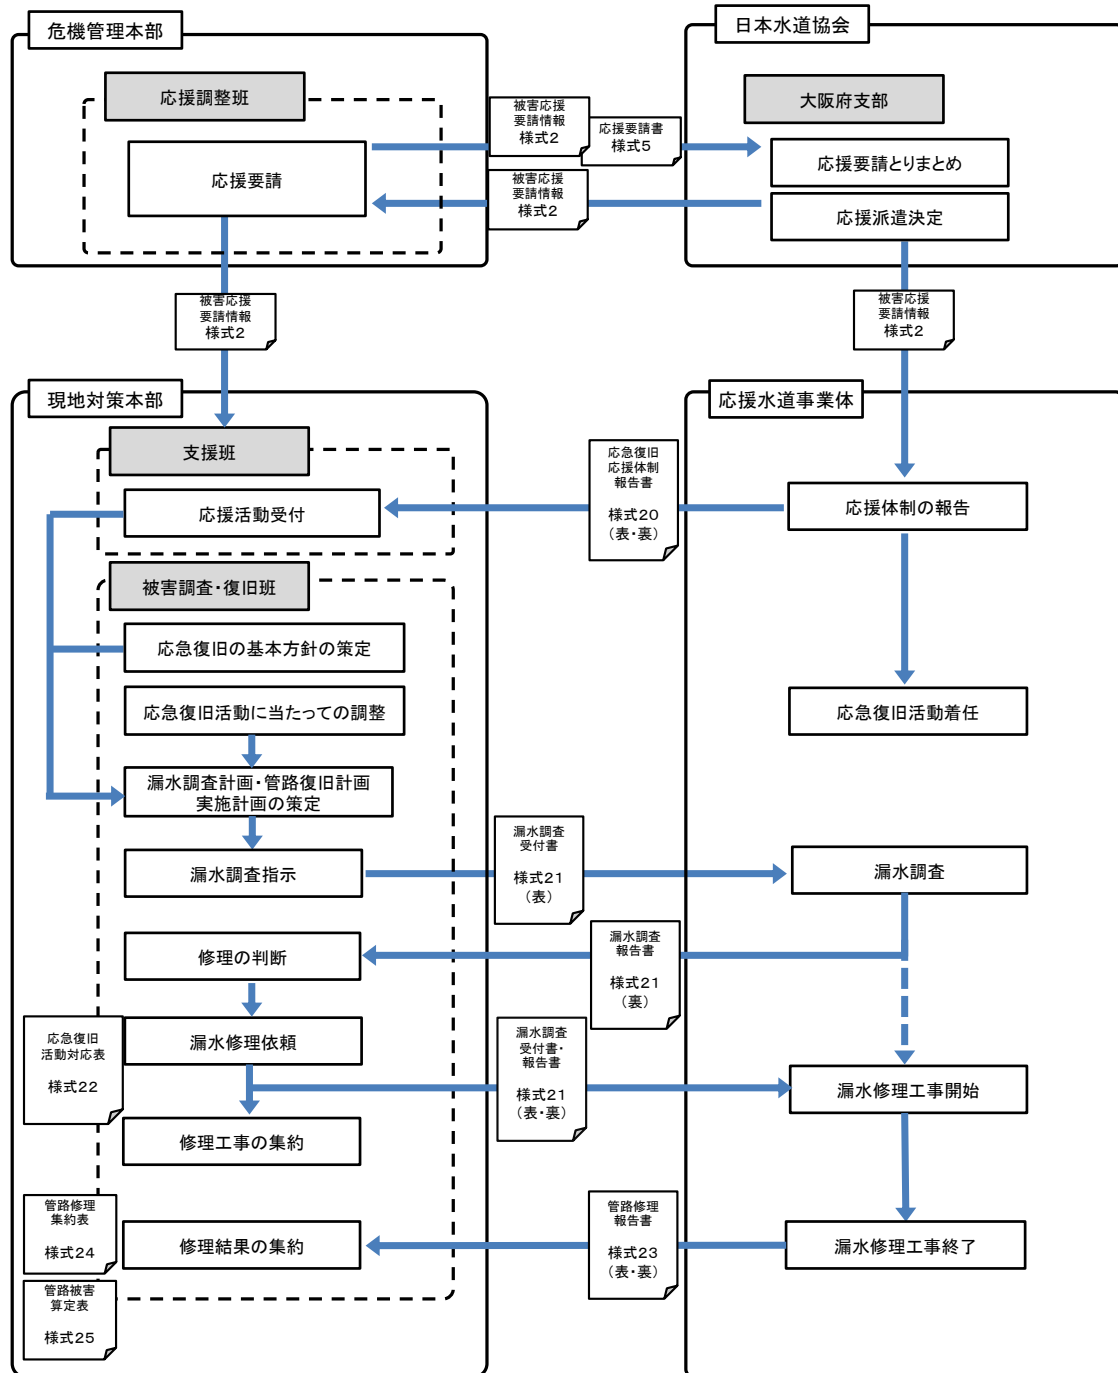 危機管理本部
日本水道協会
応援調整班
大阪府支部
被害応援
要請情報
様式2
応援要請書
様式5
応援要請
応援要請とりまとめ
被害応援
要請情報
様式2
応援派遣決定
被害応援
要請情報
様式2
被害応援
要請情報
様式2
現地対策本部
応援水道事業体
支援班
応急復旧
応援体制
報告書
様式20
(表・裏)
応援活動受付
応援体制の報告
被害調査・復旧班
応急復旧の基本方針の策定
応急復旧活動に当たっての調整
応急復旧活動着任
漏水調査計画・管路復旧計画
実施計画の策定
漏水調査
受付書
様式21
(表)
漏水調査指示
漏水調査
修理の判断
漏水調査
報告書
様式21
(裏)
応急復旧
活動対応表
様式22
漏水修理依頼
漏水調査
受付書・
報告書
様式21
(表・裏)
漏水修理工事開始
修理工事の集約
管路修理
集約表
様式24
修理結果の集約
管路修理
報告書
様式23
(表・裏)
漏水修理工事終了
管路被害
算定表
様式25